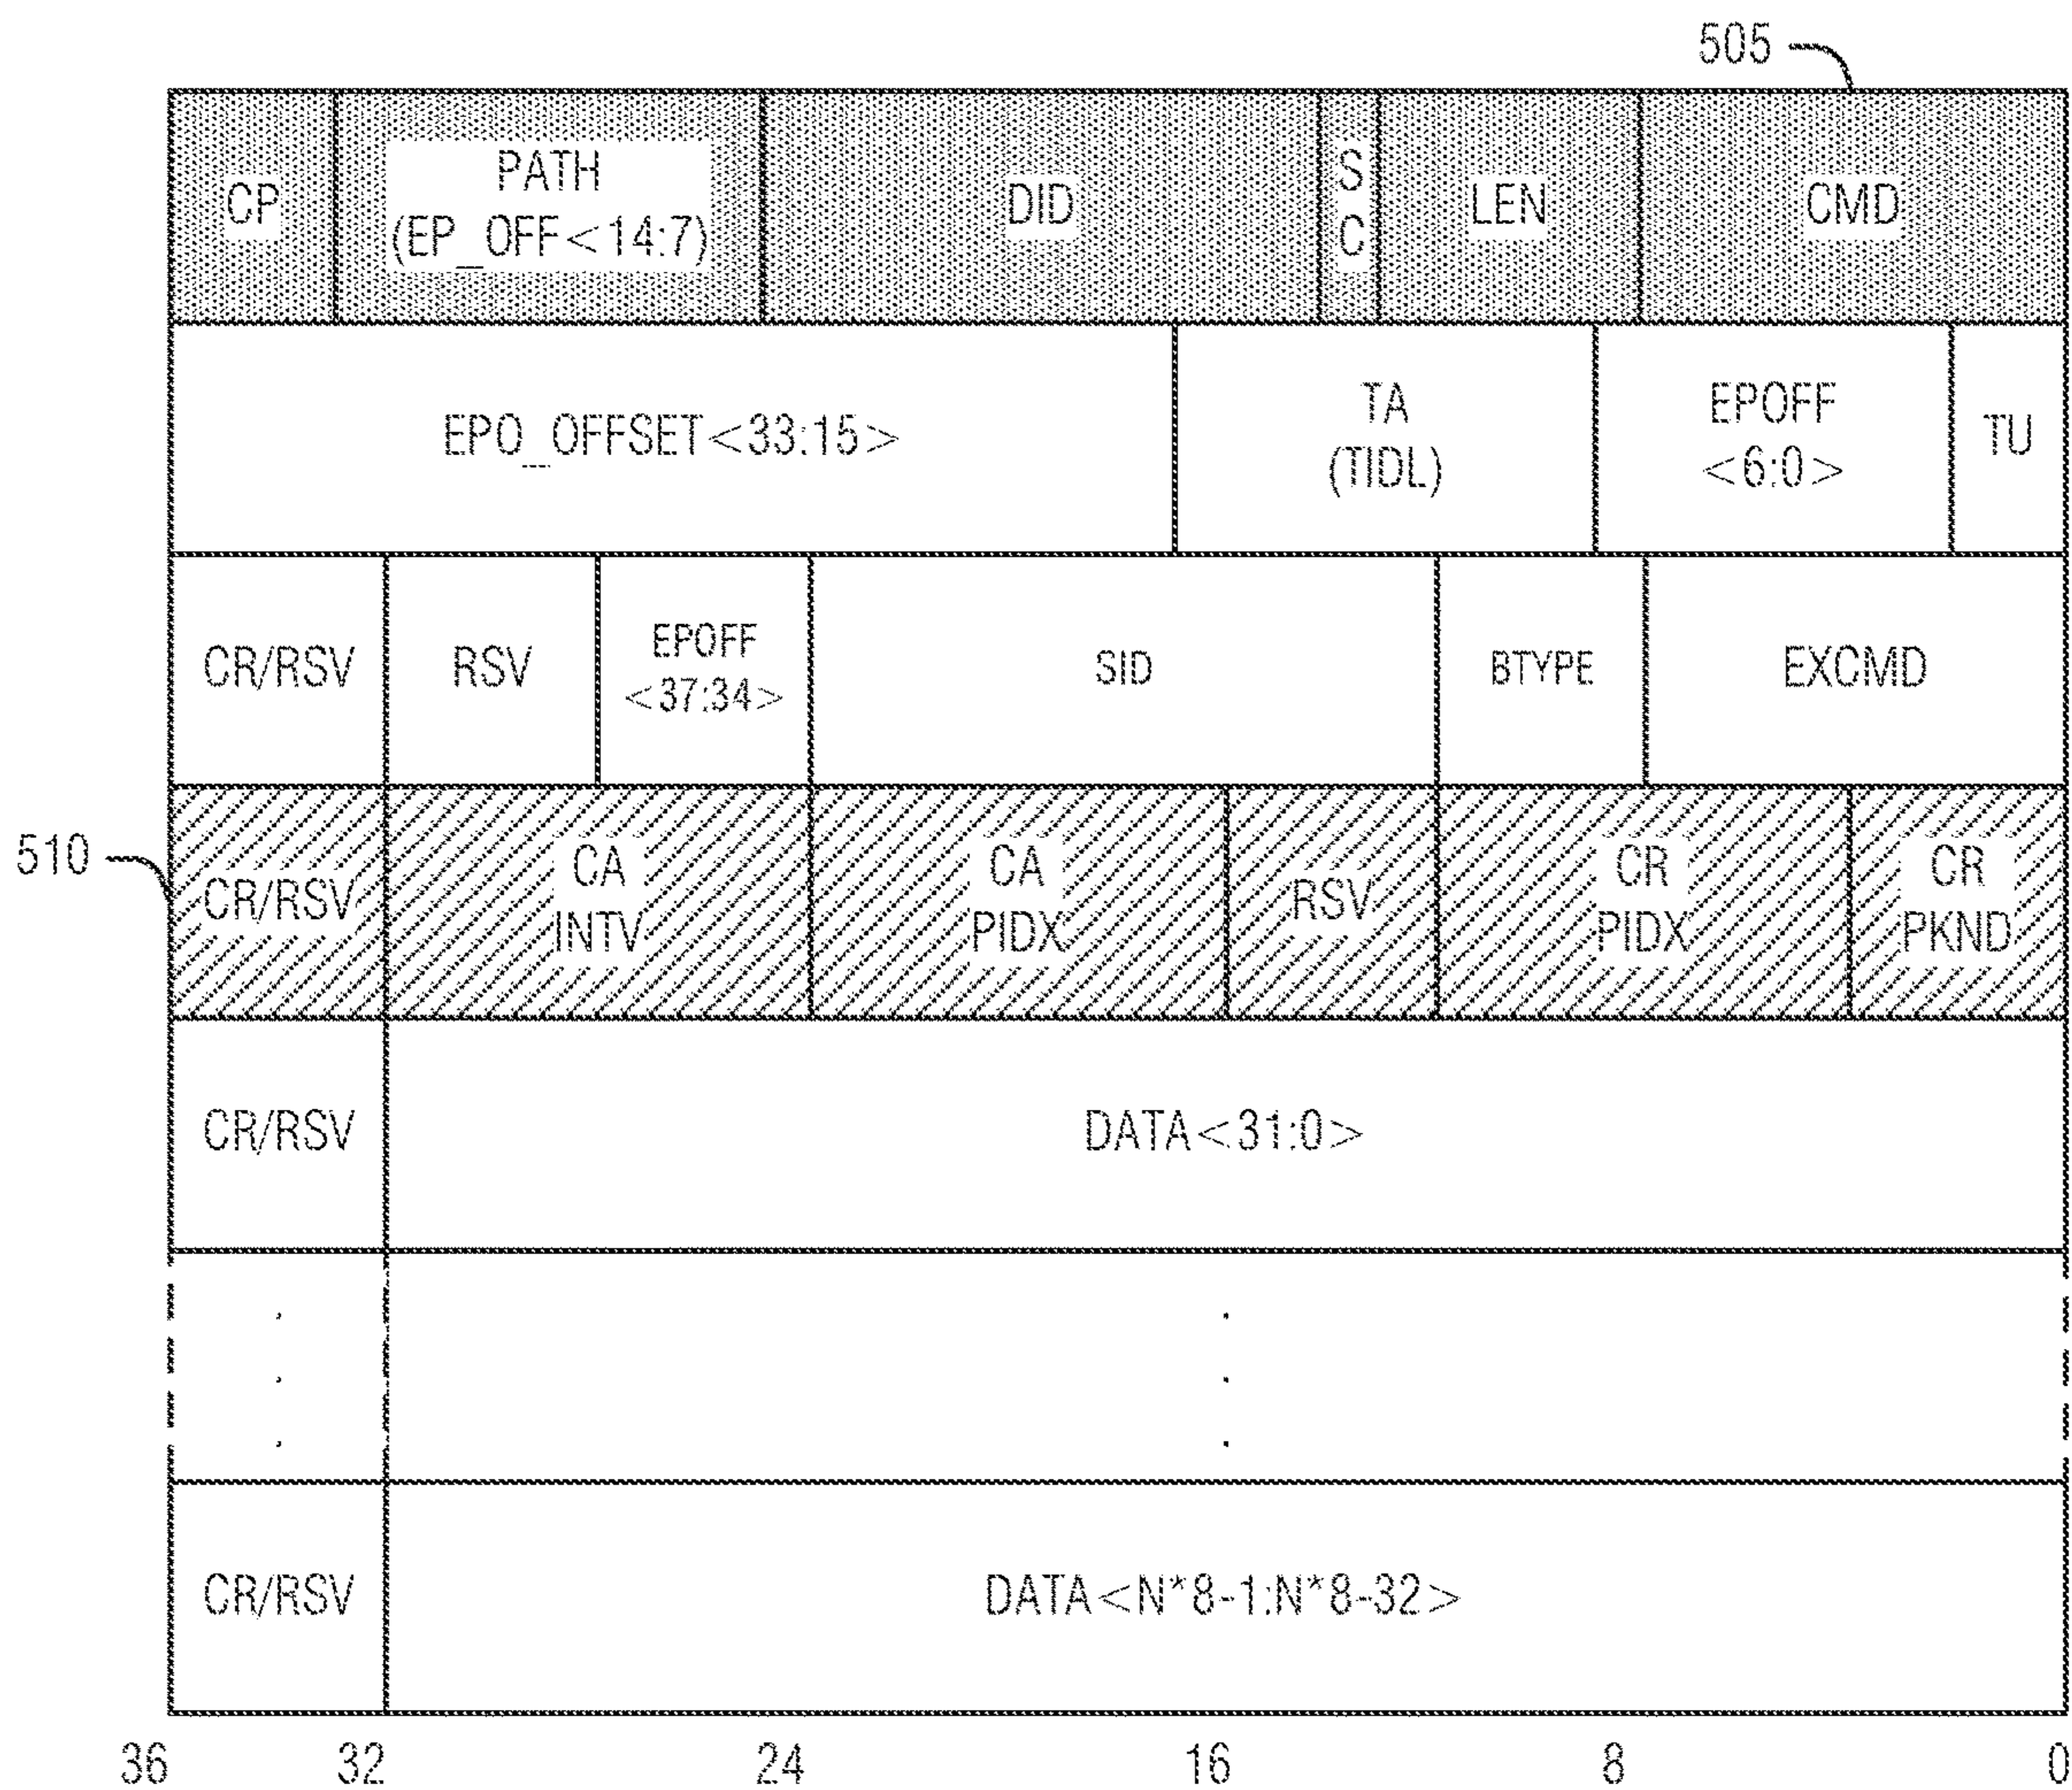 505
CP
PATH
(EP_OFF<14:7)
DID
S
C
LEN
CMD
EPO_OFFSET<33:15>
TA
(TIDL)
EPOFF
<6:0>
TU
CR/RSV
RSV
EPOFF
<37:34>
SID
BTYPE
EXCMD
510
CR/RSV
CA
INTV
CA
PIDX
RSV
CR
PIDX
CR
PKND
CR/RSV
DATA<31:0>
CR/RSV
DATA<N*8-1:N*8-32>
36
32
24
16
8
0